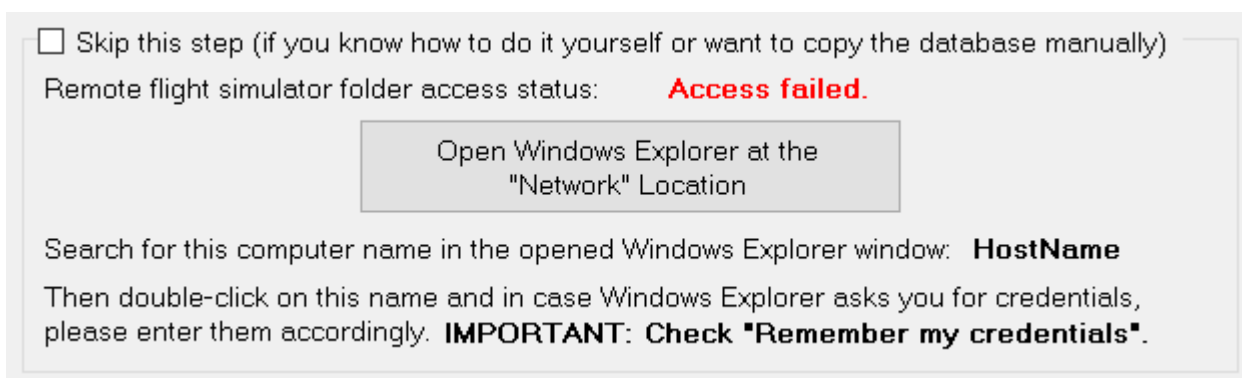 Skip this step (if you know how to do it yourself or want to copy the database manually)
Remote flight simulator folder access status: Access failed.
Open Windows Explorer at the
"Network" Location
Search for this computer name in the opened Windows Explorer window: HostName
Then double-click on this name and in case Windows Explorer asks you for credentials,
please enter them accordingly. IMPORTANT: Check "Remember my credentials".